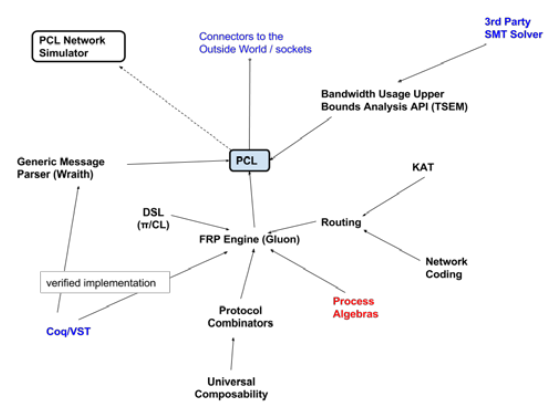 3rd Party
SMT Solver
PCL Network
Simulator
Connectors to the
Outside World / sockets
Bandwidth Usage Upper
Bounds Analysis API (TSEM)
PCL
Generic Message
Parser (Wraith)
KAT
DSL
(π/CL)
Routing
FRP Engine (Gluon)
Network
Coding
verified implementation
Process
Algebras
Protocol
Combinators
Coq/VST
Universal
Composability